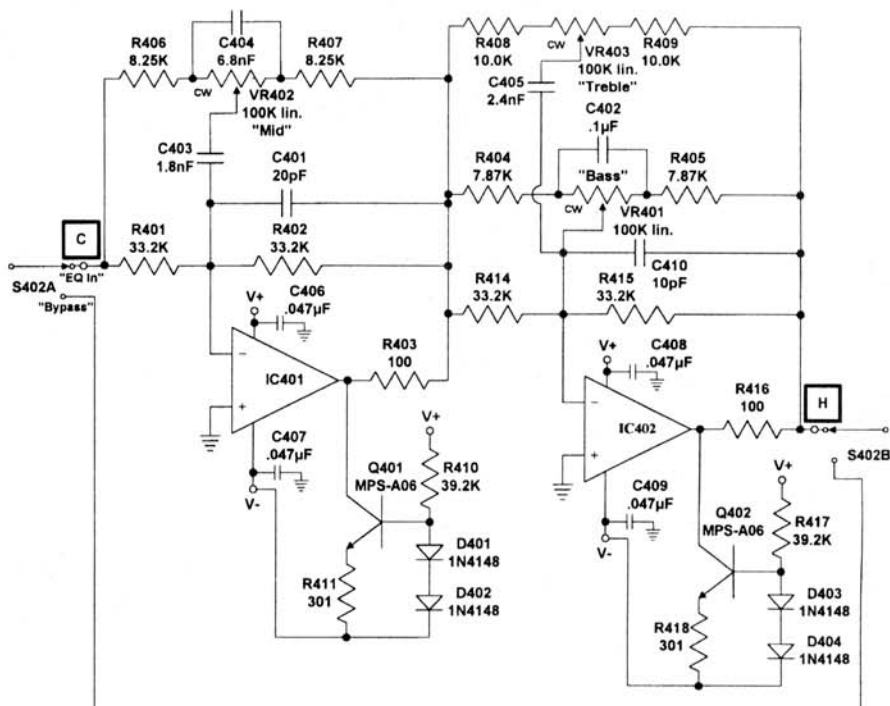 R406
8.25K
C404
6.8nF
R407
8.25K
CW
VR402
100K lin.
"Mid"
C403
1.8nF
C401
20pF
R401
33.2K
R402
33.2K
C
"EQ In"
S402A
"Bypass"
R408
10.0K
CW
VR403
100K lin.
"Treble"
R409
10.0K
C405
2.4nF
C402
.1µF
R404
7.87K
"Bass"
CW
VR401
100K lin.
R405
7.87K
C410
10pF
R414
33.2K
R415
33.2K
V+
C406
.047µF
−
IC401
+
R403
100
C407
.047µF
V-
Q401
MPS-A06
V+
R410
39.2K
D401
1N4148
R411
301
D402
1N4148
V+
C408
.047µF
−
IC402
+
R416
100
H
S402B
C409
.047µF
V-
Q402
MPS-A06
V+
R417
39.2K
D403
1N4148
R418
301
D404
1N4148